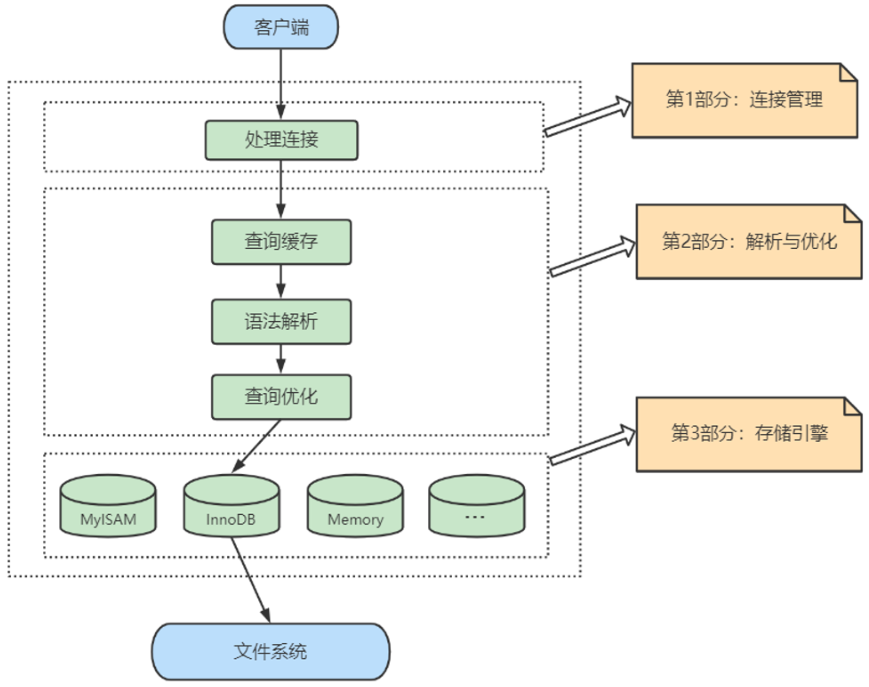 客户端
处理连接
第1部分：连接管理
查询缓存
第2部分：解析与优化
语法解析
查询优化
第3部分：存储引擎
MyISAM
InnoDB
Memory
...
文件系统